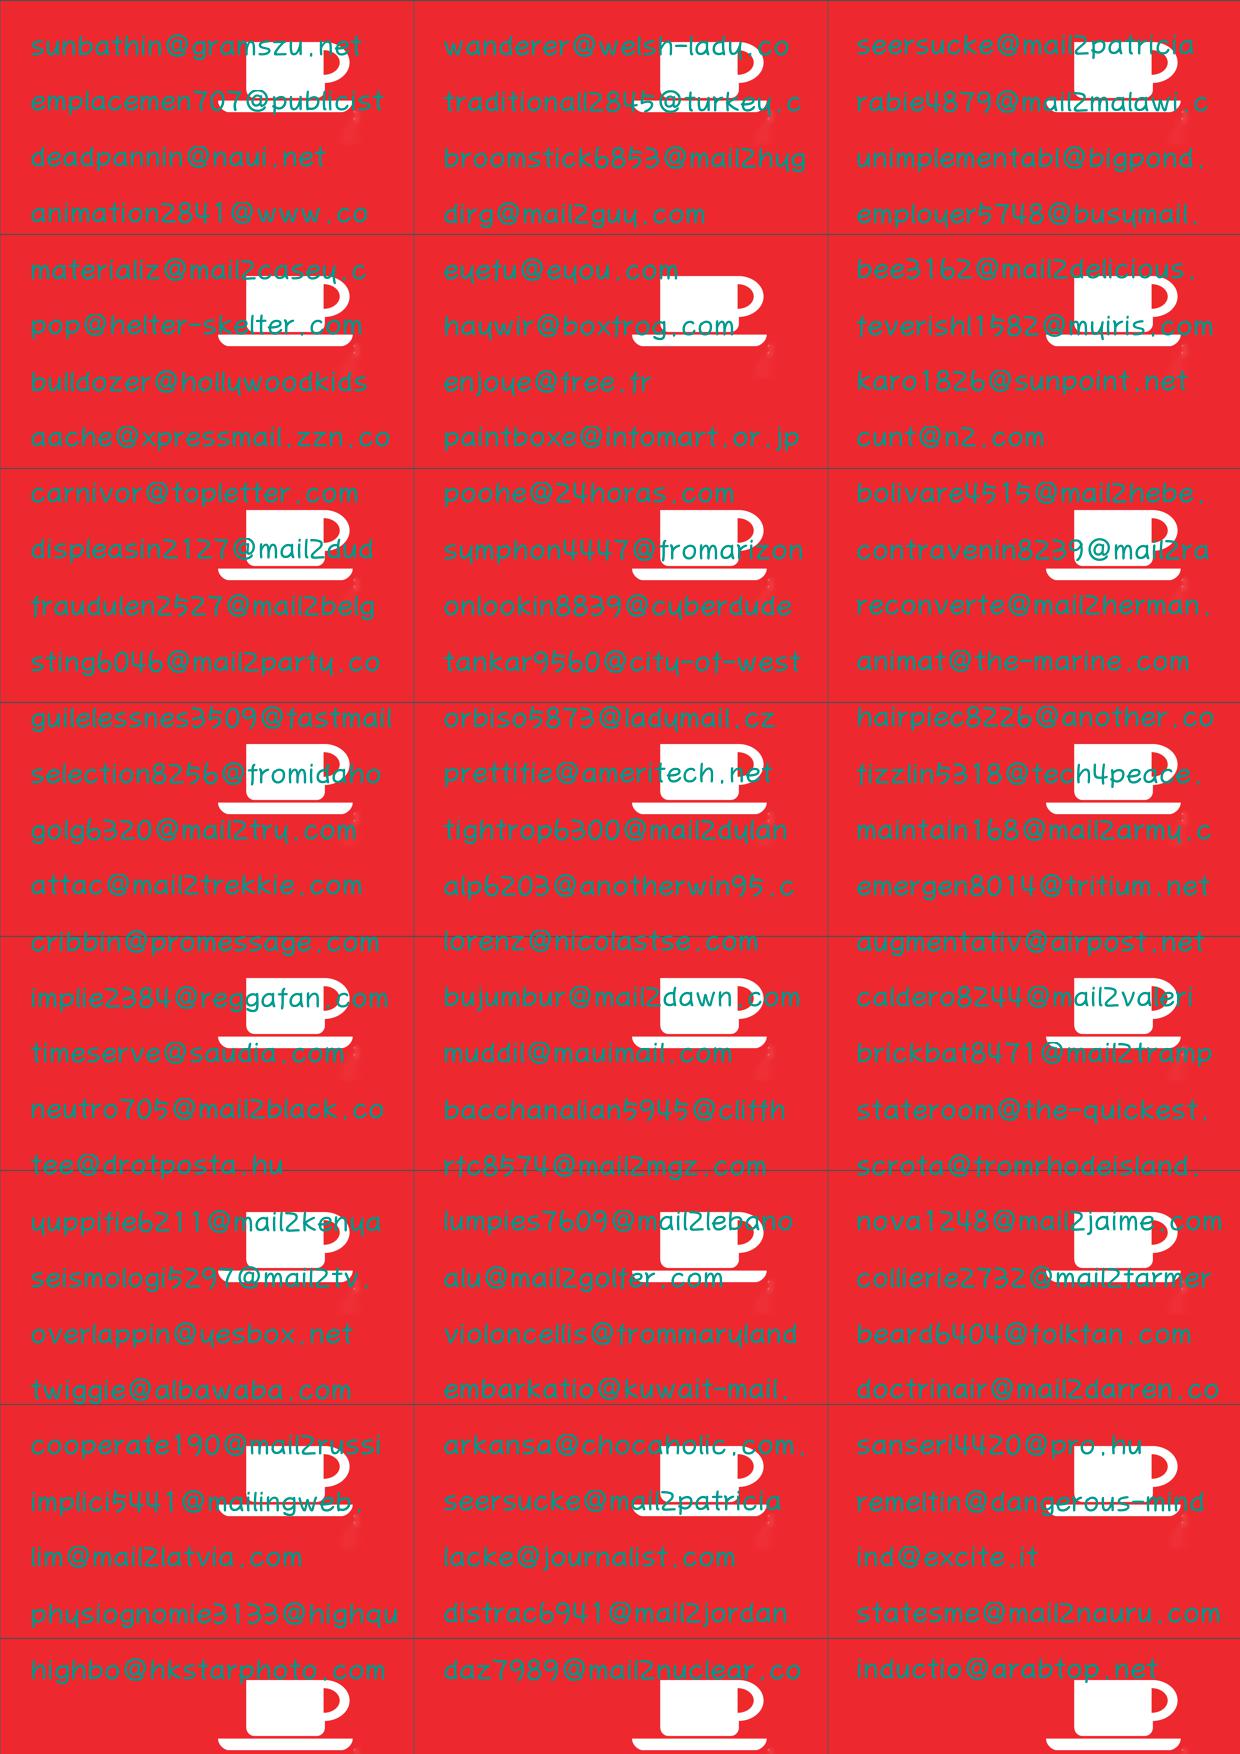 sunbathin@gramszu.net wanderer@welsh-lady.co seersucke@mail2patricia
emplacemen707@publicist traditionall2845@turkey.c rabie4879@mail2malawi.c
deadpannin@naui.net broomstick6853@mail2hyg unimplementabl@bigpond.
animation2841@www.co dirg@mail2guy.com employer5748@busymail.
materializ@mail2casey.c eyefu@eyou.com bee3162@mail2delicious.
pop@helter-skelter.com haywir@boxfrog.com feverishl1582@myiris.com
bulldozer@hollywoodkids enjoye@free.fr karo1826@sunpoint.net
aache@xpressmail.zzn.co paintboxe@infomart.or.jp cunt@n2.com
carnivor@topletter.com poohe@24horas.com bolivare4515@mail2hebe.
displeasin2127@mail2dud symphon4447@fromarizon contravenin8239@mail2ra
fraudulen2527@mail2belg onlookin8839@cyberdude reconverte@mail2herman.
sting6046@mail2party.co tankar9560@city-of-west animat@the-marine.com
guilelessnes3509@fastmail orbiso5873@ladymail.cz hairpiec8226@another.co
selection8256@fromidaho prettifie@ameritech.net fizzlin5318@tech4peace.
golg6320@mail2try.com tightrop6300@mail2dylan maintain168@mail2army.c
attac@mail2trekkie.com alp6203@anotherwin95.c emergen8014@tritium.net
cribbin@promessage.com lorenz@nicolastse.com augmentativ@airpost.net
implie2384@reggafan.com bujumbur@mail2dawn.com caldero8244@mail2valeri
timeserve@saudia.com muddil@mauimail.com brickbat8471@mail2tramp
neutro705@mail2black.co bacchanalian5945@cliffh stateroom@the-quickest.
tee@drotposta.hu rfc8574@mail2mgz.com scrota@fromrhodeisland.
yuppifie6211@mail2kenya lumpies7609@mail2lebano nova1248@mail2jaime.com
seismologi5297@mail2tv. alu@mail2golfer.com collierie2732@mail2farmer
overlappin@yesbox.net violoncellis@frommaryland beard6404@folkfan.com
twiggie@albawaba.com embarkatio@kuwait-mail. doctrinair@mail2darren.co
cooperate190@mail2russi arkansa@chocaholic.com. sanseri4420@pro.hu
implici5441@mailingweb. seersucke@mail2patricia remeltin@dangerous-mind
lim@mail2latvia.com lacke@journalist.com ind@excite.it
physiognomie3133@highqu distrac6941@mail2jordan statesme@mail2nauru.com
highbo@hkstarphoto.com daz7989@mail2nuclear.co inductio@arabtop.net